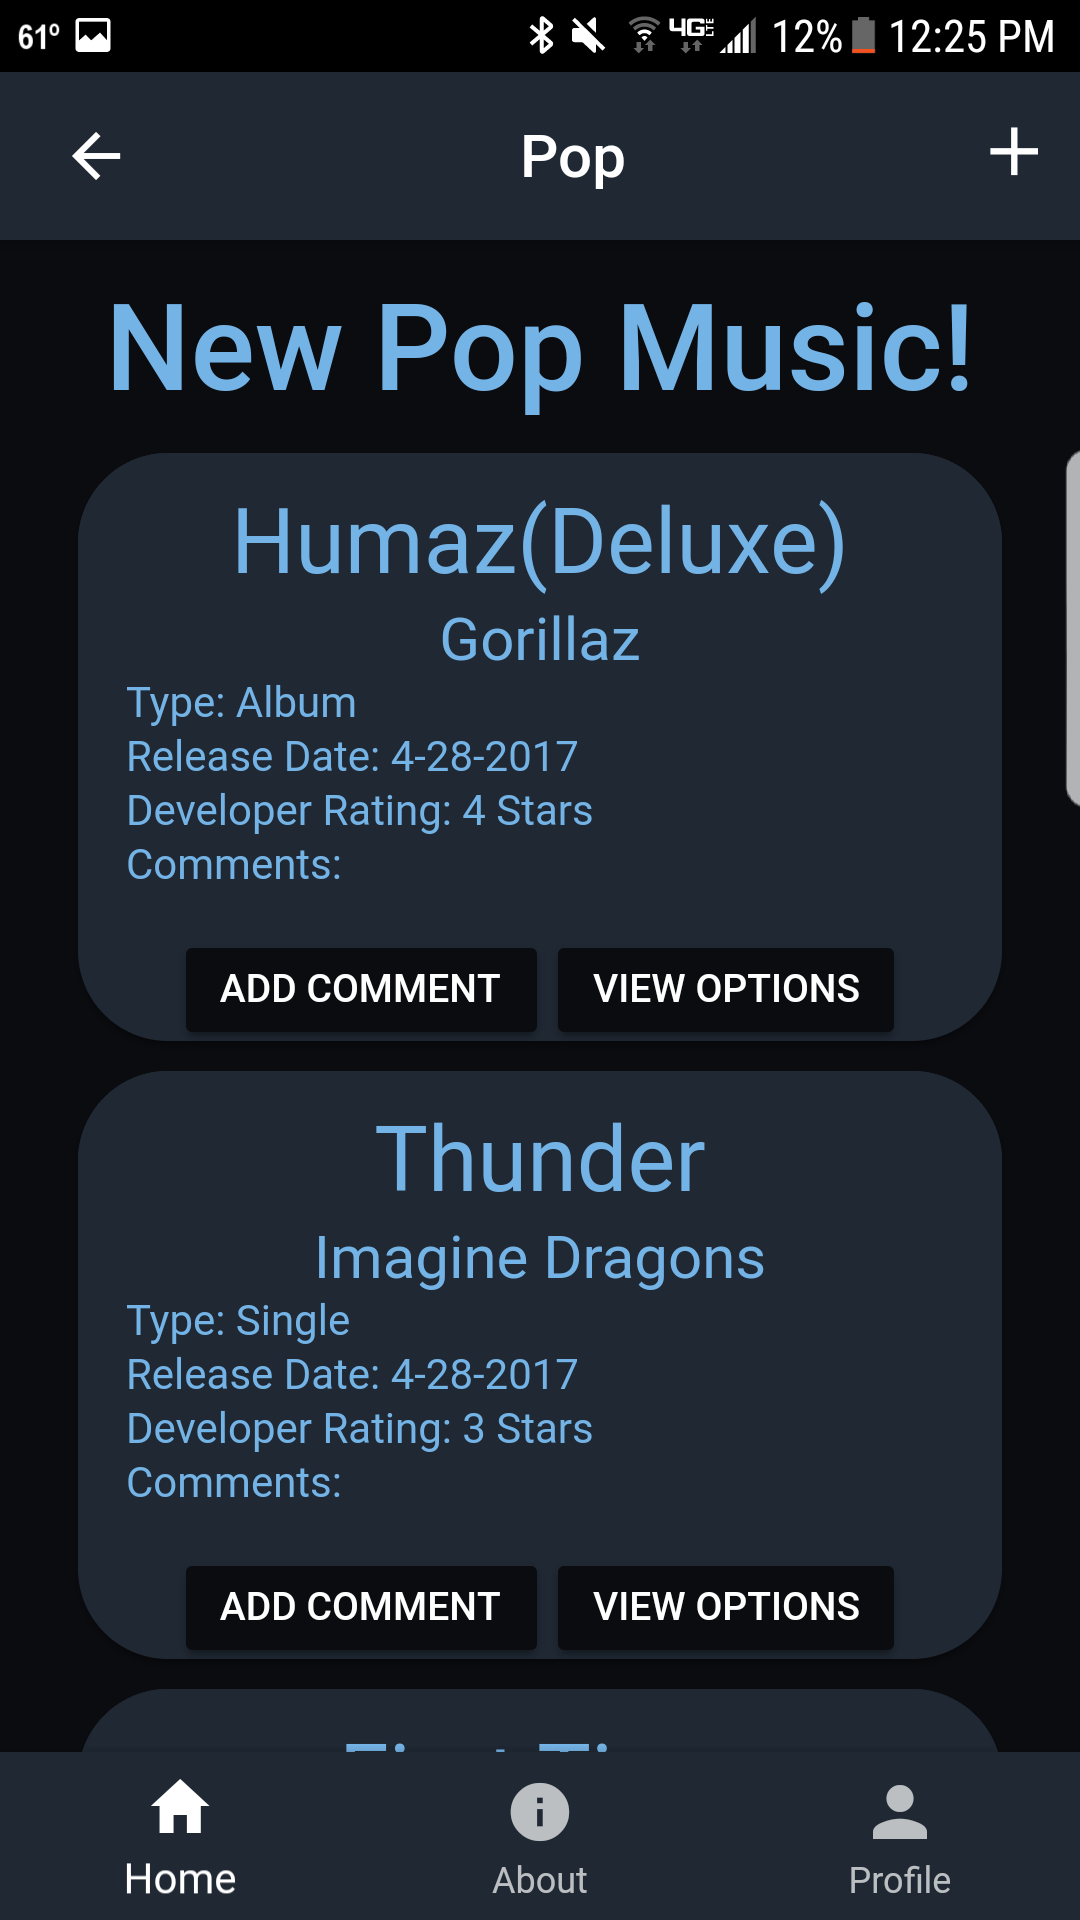 61° 4G LTE 12% 12:25 PM
Pop
New Pop Music!
Humaz(Deluxe)
Gorillaz
Type: Album
Release Date: 4-28-2017
Developer Rating: 4 Stars
Comments:
ADD COMMENT VIEW OPTIONS
Thunder
Imagine Dragons
Type: Single
Release Date: 4-28-2017
Developer Rating: 3 Stars
Comments:
ADD COMMENT VIEW OPTIONS
Home About Profile